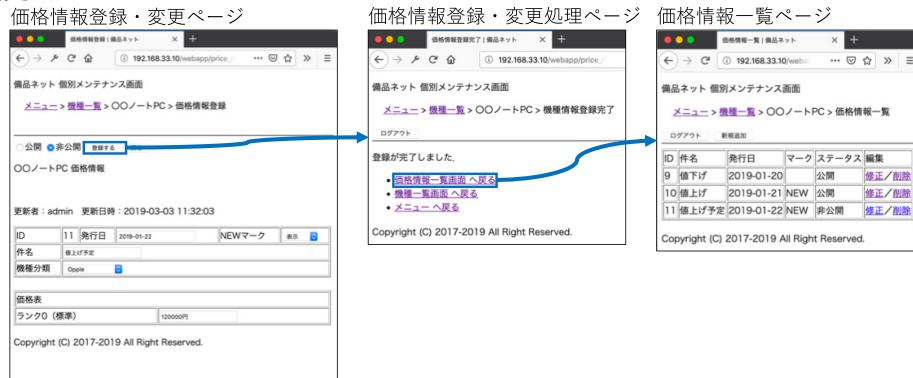 価格情報登録・変更ページ
価格情報登録 | 備品ネット
192.168.33.10/webapp/price_
備品ネット 個別メンテナンス画面
メニュー > 機種一覧 > 〇〇ノートPC > 価格情報登録
公開 非公開 登録する
〇〇ノートPC 価格情報
更新者：admin 更新日時：2019-03-03 11:32:03
ID 11 発行日 2019-01-22 NEWマーク 表示
件名 値上げ予定
機種分類 Opple
価格表
ランク0（標準） 120000円
Copyright (C) 2017-2019 All Right Reserved.
価格情報登録・変更処理ページ
価格情報登録完了 | 備品ネット
192.168.33.10/webapp/price_
備品ネット 個別メンテナンス画面
メニュー > 機種一覧 > 〇〇ノートPC > 機種情報登録完了
ログアウト
登録が完了しました.
価格情報一覧画面 へ戻る
機種一覧画面 へ戻る
メニュー へ戻る
Copyright (C) 2017-2019 All Right Reserved.
価格情報一覧ページ
価格情報一覧 | 備品ネット
192.168.33.10/weba
備品ネット 個別メンテナンス画面
メニュー > 機種一覧 > 〇〇ノートPC > 価格情報一覧
ログアウト 新規追加
ID 件名 発行日 マーク ステータス 編集
9 値下げ 2019-01-20 公開 修正／削除
10 値上げ 2019-01-21 NEW 公開 修正／削除
11 値上げ予定 2019-01-22 NEW 非公開 修正／削除
Copyright (C) 2017-2019 All Right Reserved.